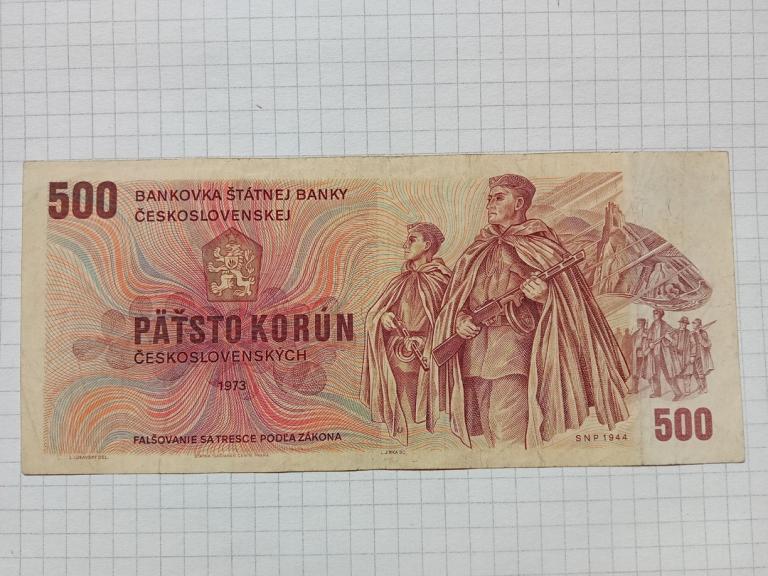 500
BANKOVKA ŠTÁTNEJ BANKY
ČESKOSLOVENSKEJ
PÄŤSTO KORÚN
ČESKOSLOVENSKÝCH
1973
FALŠOVANIE SA TRESCE PODĽA ZÁKONA
SNP 1944
500